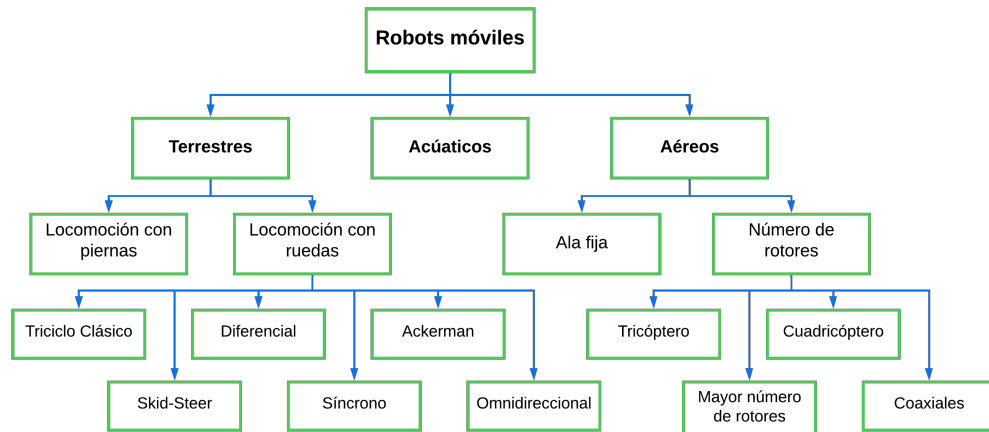 Robots móviles
Terrestres
Acúaticos
Aéreos
Locomoción con
piernas
Locomoción con
ruedas
Ala fija
Número de
rotores
Triciclo Clásico
Diferencial
Ackerman
Tricóptero
Cuadricóptero
Skid-Steer
Síncrono
Omnidireccional
Mayor número
de rotores
Coaxiales